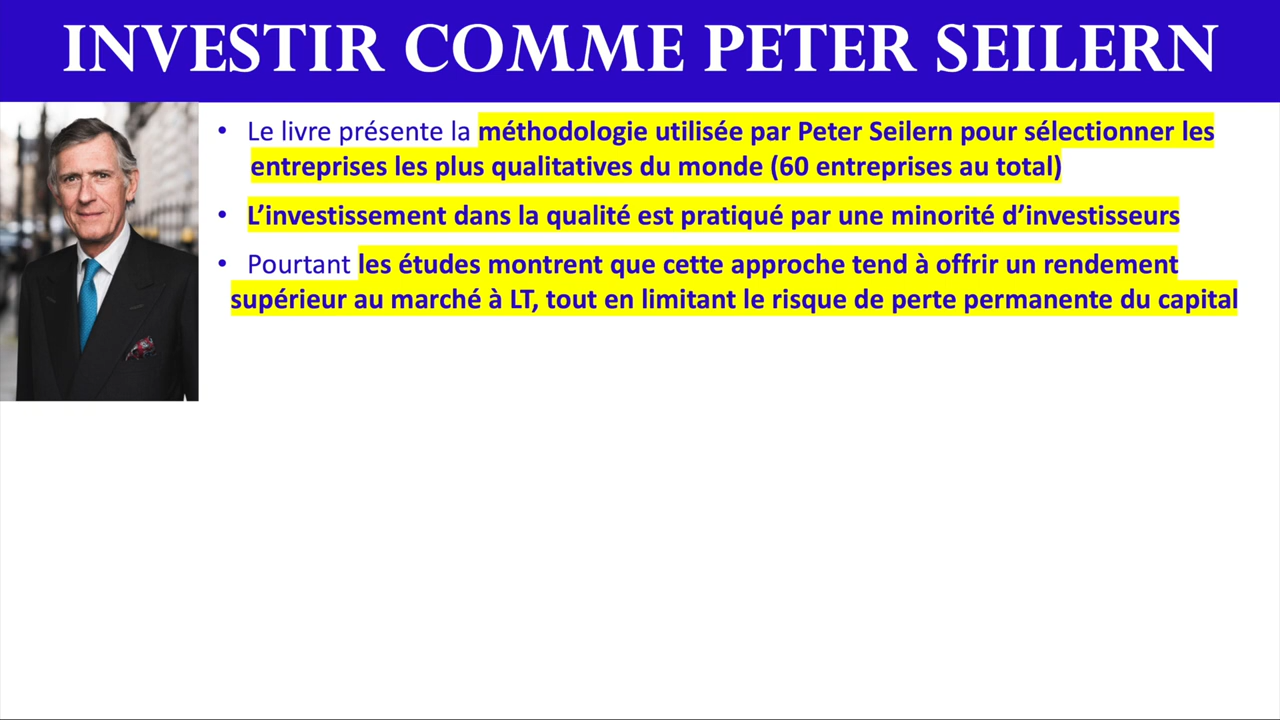 INVESTIR COMME PETER SEILERN
• Le livre présente la méthodologie utilisée par Peter Seilern pour sélectionner les
entreprises les plus qualitatives du monde (60 entreprises au total)
• L’investissement dans la qualité est pratiqué par une minorité d’investisseurs
• Pourtant les études montrent que cette approche tend à offrir un rendement
supérieur au marché à LT, tout en limitant le risque de perte permanente du capital